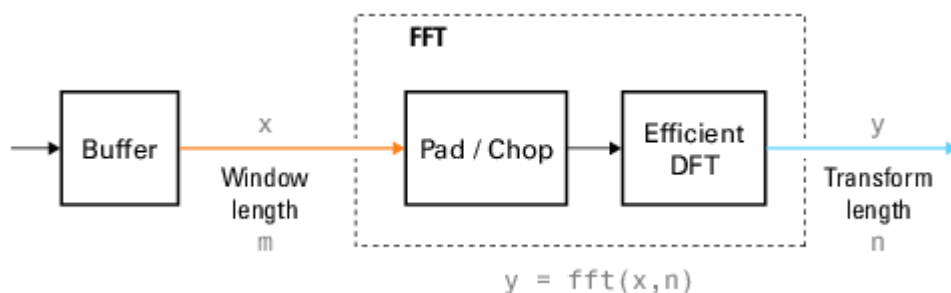 FFT
Buffer
x
Window
length
m
Pad / Chop
Efficient
DFT
y
Transform
length
n
y = fft(x,n)